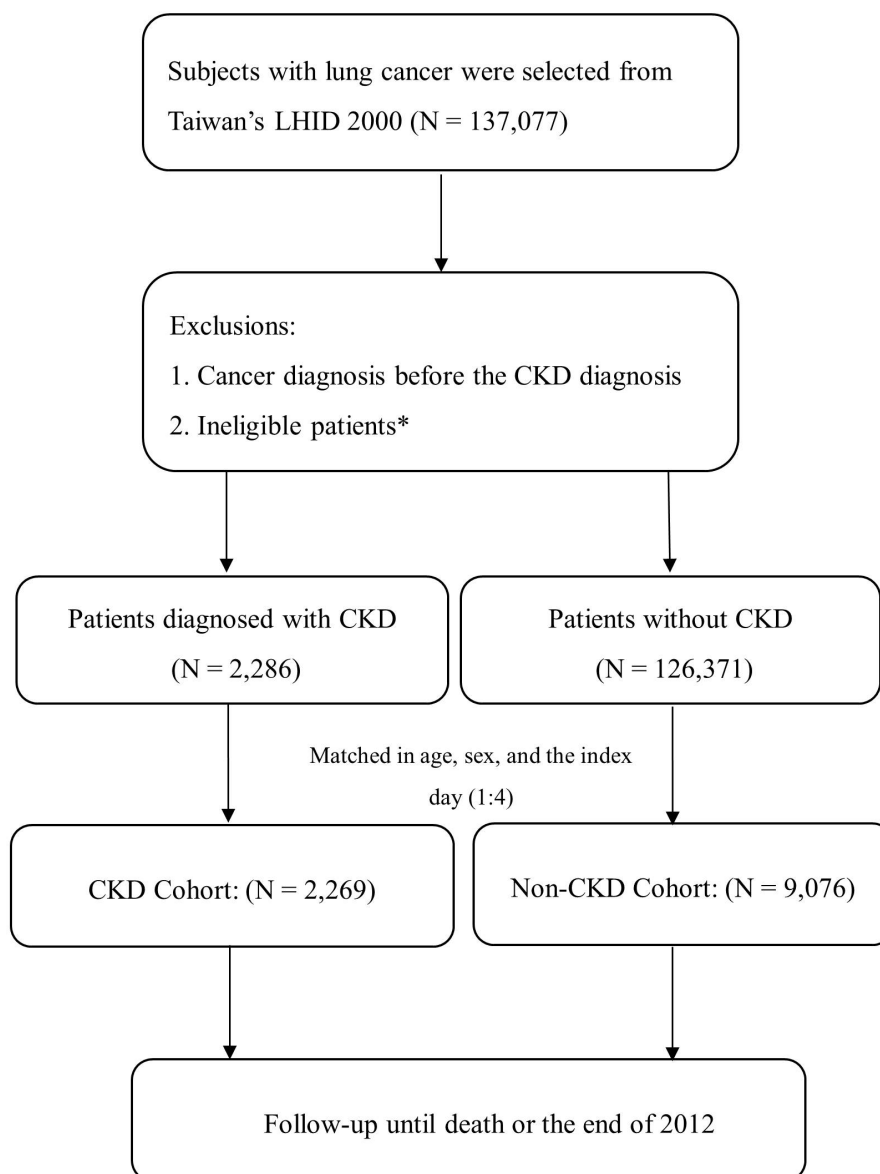 Subjects with lung cancer were selected from
Taiwan’s LHID 2000 (N = 137,077)
Exclusions:
1. Cancer diagnosis before the CKD diagnosis
2. Ineligible patients*
Patients diagnosed with CKD
(N = 2,286)
Patients without CKD
(N = 126,371)
Matched in age, sex, and the index
day (1:4)
CKD Cohort: (N = 2,269)
Non-CKD Cohort: (N = 9,076)
Follow-up until death or the end of 2012